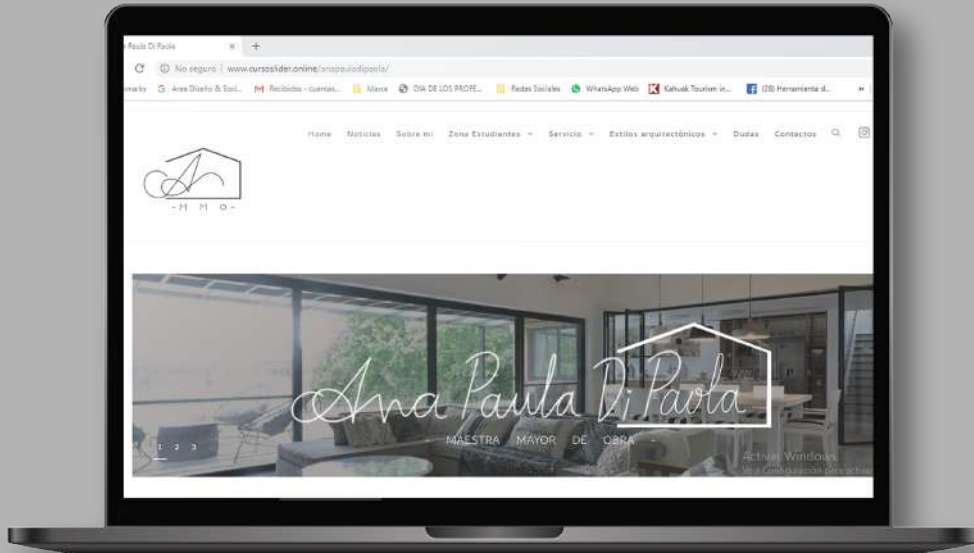 Paula Di Paola × +
No seguro | www.cursoslider.online/anapauladipaola/
Area Diseño & Soci... Recibidos - cuentas... Marce DIA DE LOS PROFE... Redes Sociales WhatsApp Web Kahuak Tourism in... (28) Herramienta d... »
Home Noticias Sobre mi Zona Estudiantes Servicio Estilos arquitectónicos Dudas Contactos
- M M O -
Ana Paula Di Paola
- MAESTRA MAYOR DE OBRA -
1 2 3
Activar Windows